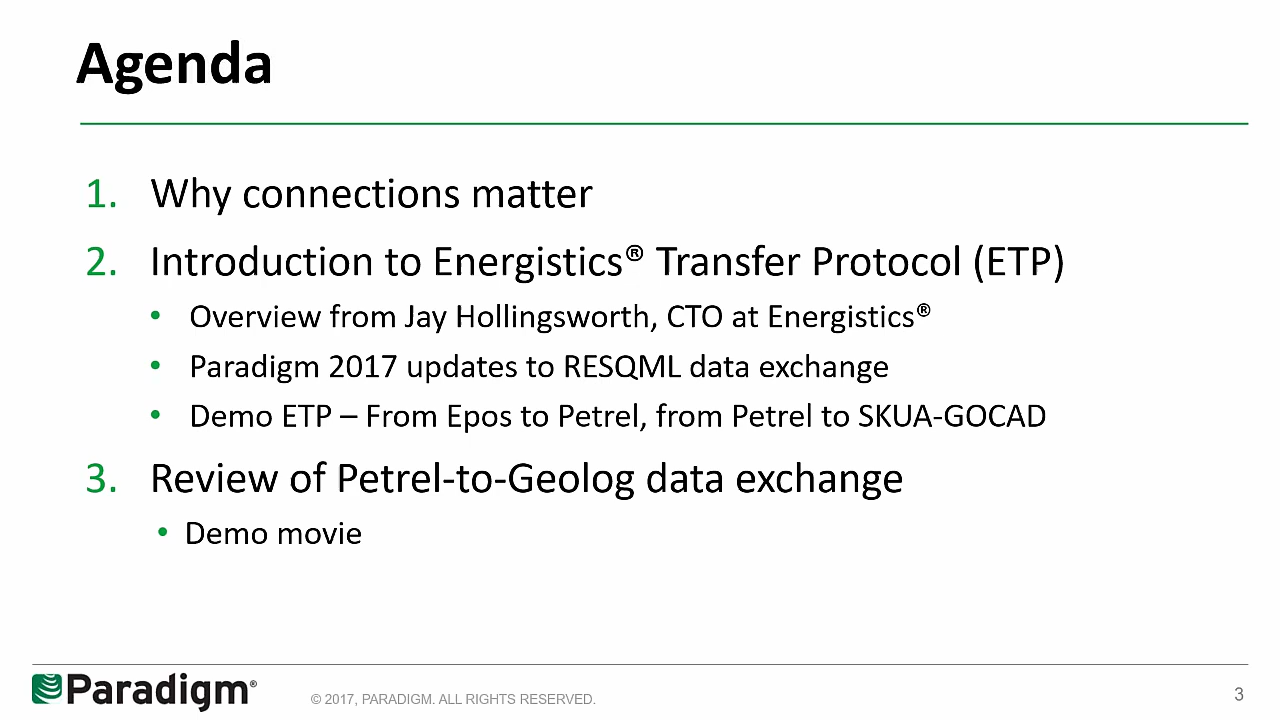 Agenda
1. Why connections matter
2. Introduction to Energistics® Transfer Protocol (ETP)
• Overview from Jay Hollingsworth, CTO at Energistics®
• Paradigm 2017 updates to RESQML data exchange
• Demo ETP – From Epos to Petrel, from Petrel to SKUA-GOCAD
3. Review of Petrel-to-Geolog data exchange
• Demo movie
Paradigm®
© 2017, PARADIGM. ALL RIGHTS RESERVED.
3